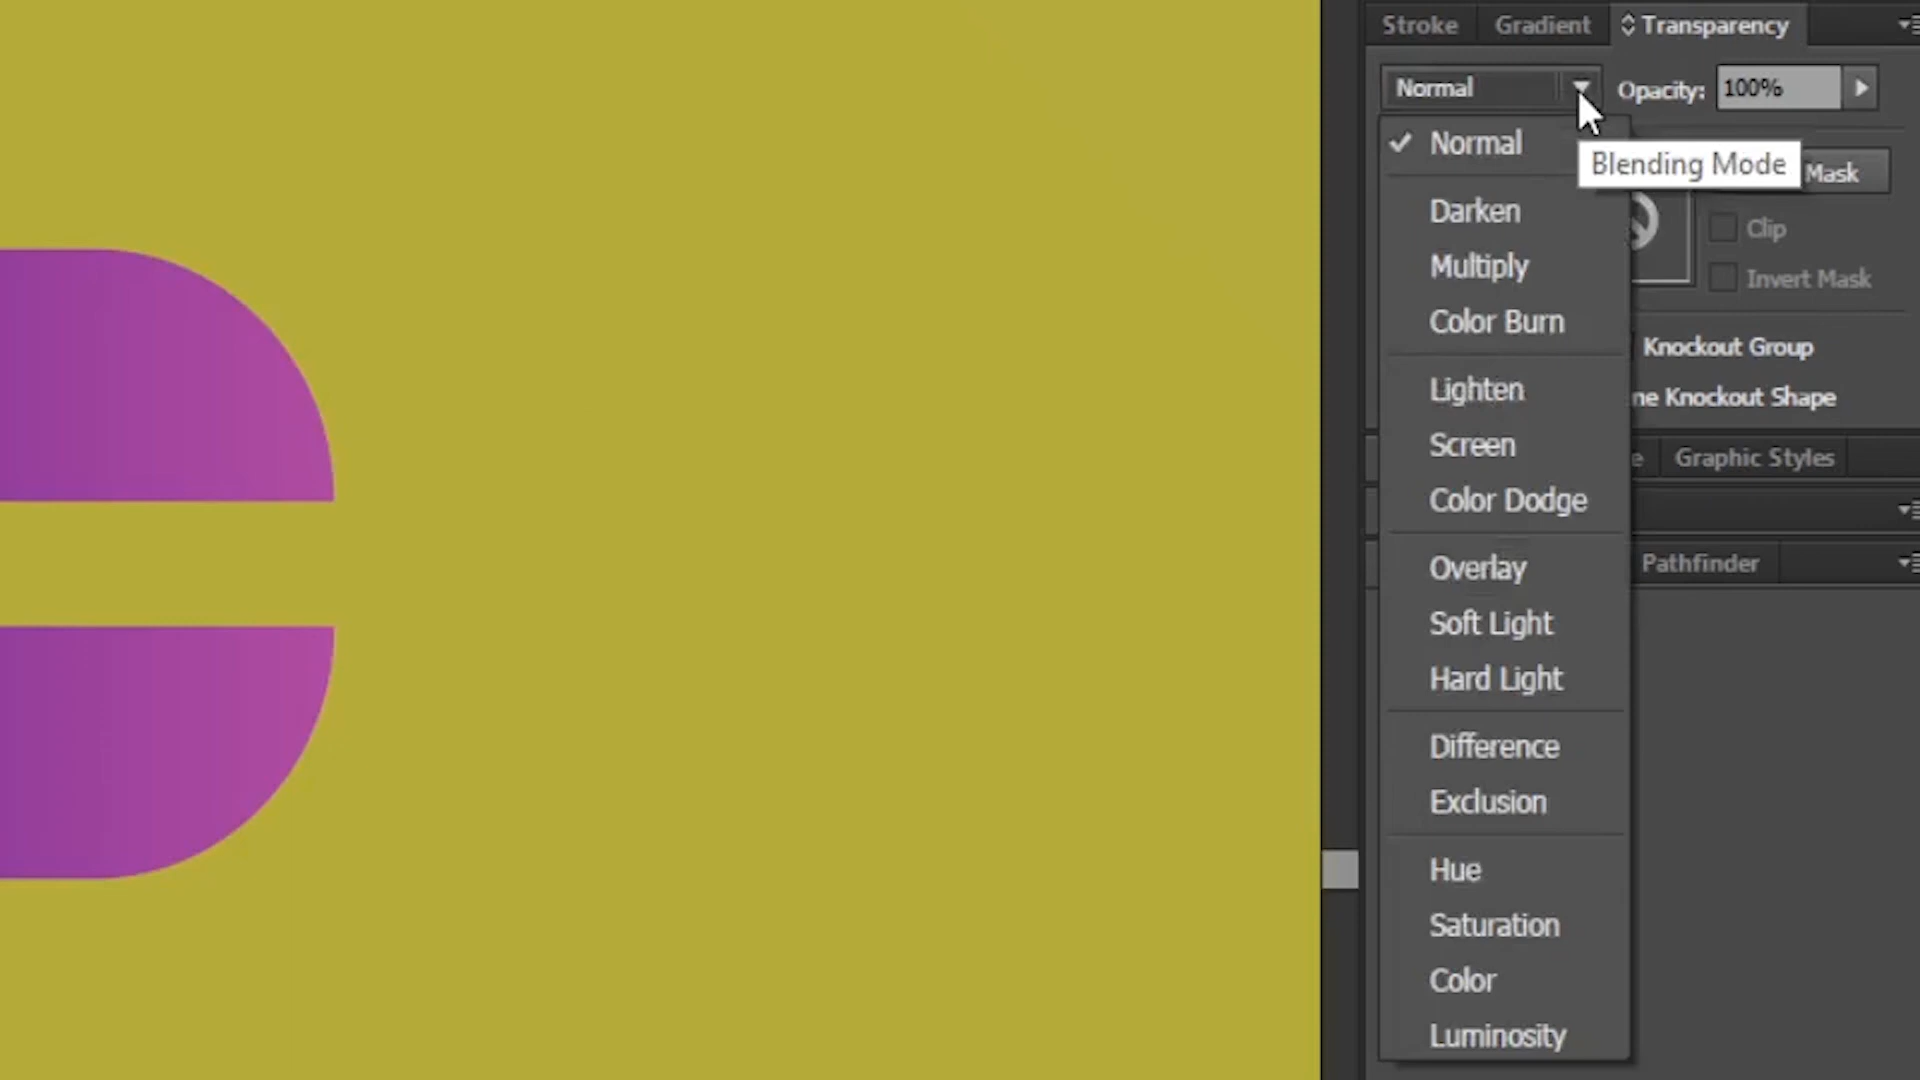 Stroke Gradient Transparency
Normal Opacity: 100%
Normal
Blending Mode Mask
Darken
Clip
Multiply
Invert Mask
Color Burn
Knockout Group
Lighten
Knockout Shape
Screen
Graphic Styles
Color Dodge
Overlay
Pathfinder
Soft Light
Hard Light
Difference
Exclusion
Hue
Saturation
Color
Luminosity